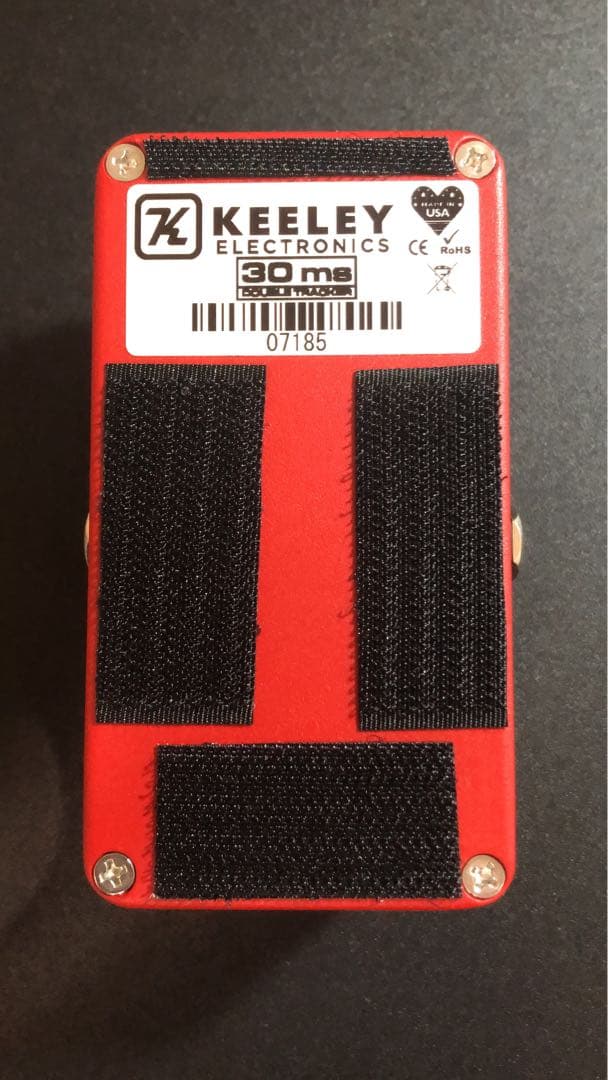 KEELEY
ELECTRONICS
MADE IN
USA
CE
RoHS
30 ms
DOUBLE TRACKER
07185